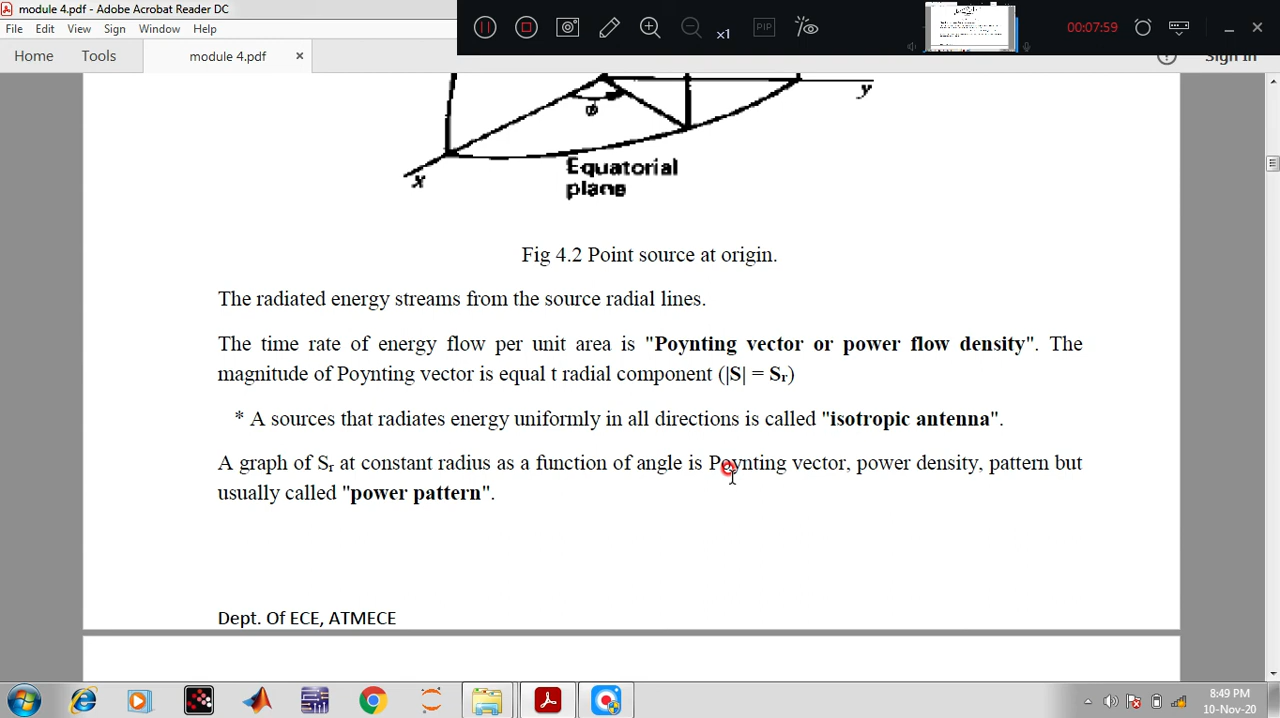 module 4.pdf - Adobe Acrobat Reader DC
File Edit View Sign Window Help
x1
PIP
00:07:59
Home Tools module 4.pdf × Sign In
y
Φ
x
Equatorial
plane
Fig 4.2 Point source at origin.
The radiated energy streams from the source radial lines.
The time rate of energy flow per unit area is "Poynting vector or power flow density". The
magnitude of Poynting vector is equal t radial component (|S| = Sr)
* A sources that radiates energy uniformly in all directions is called "isotropic antenna".
A graph of Sr at constant radius as a function of angle is Poynting vector, power density, pattern but
usually called "power pattern".
Dept. Of ECE, ATMECE
8:49 PM
10-Nov-20